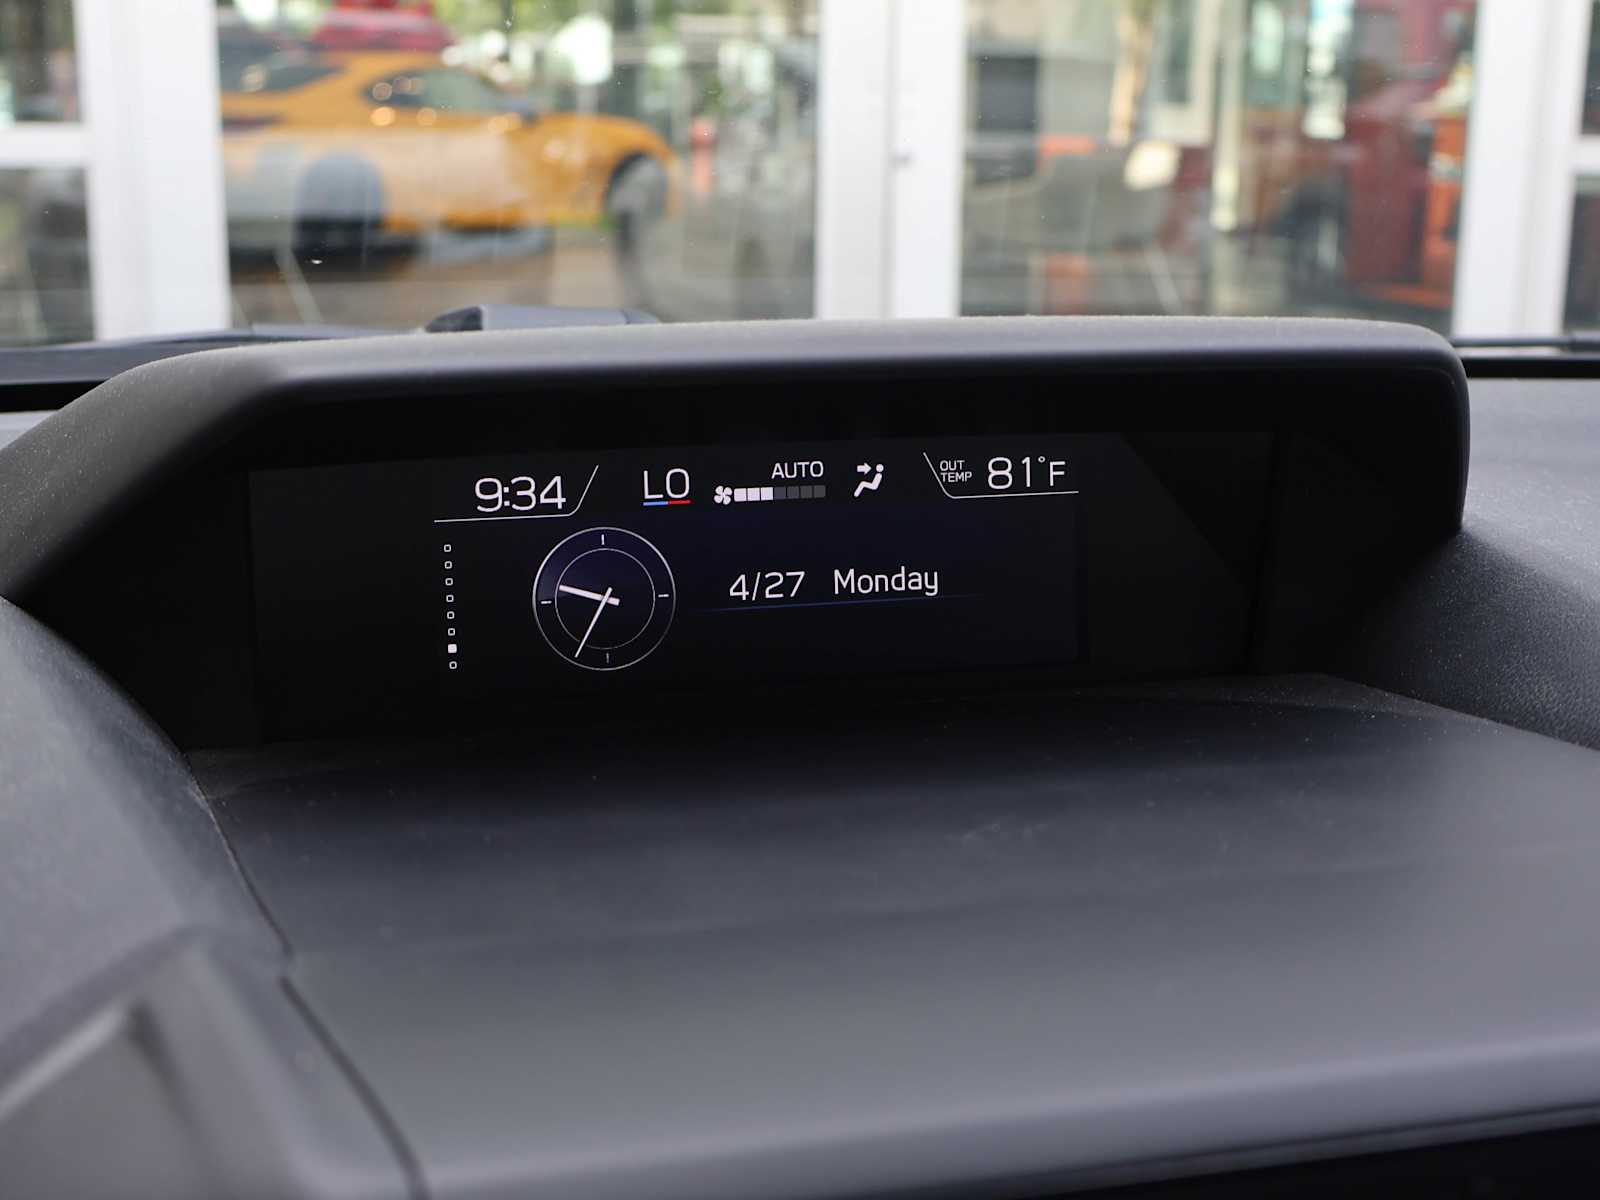 9:34
LO
AUTO
OUT
TEMP
81°F
4/27 Monday